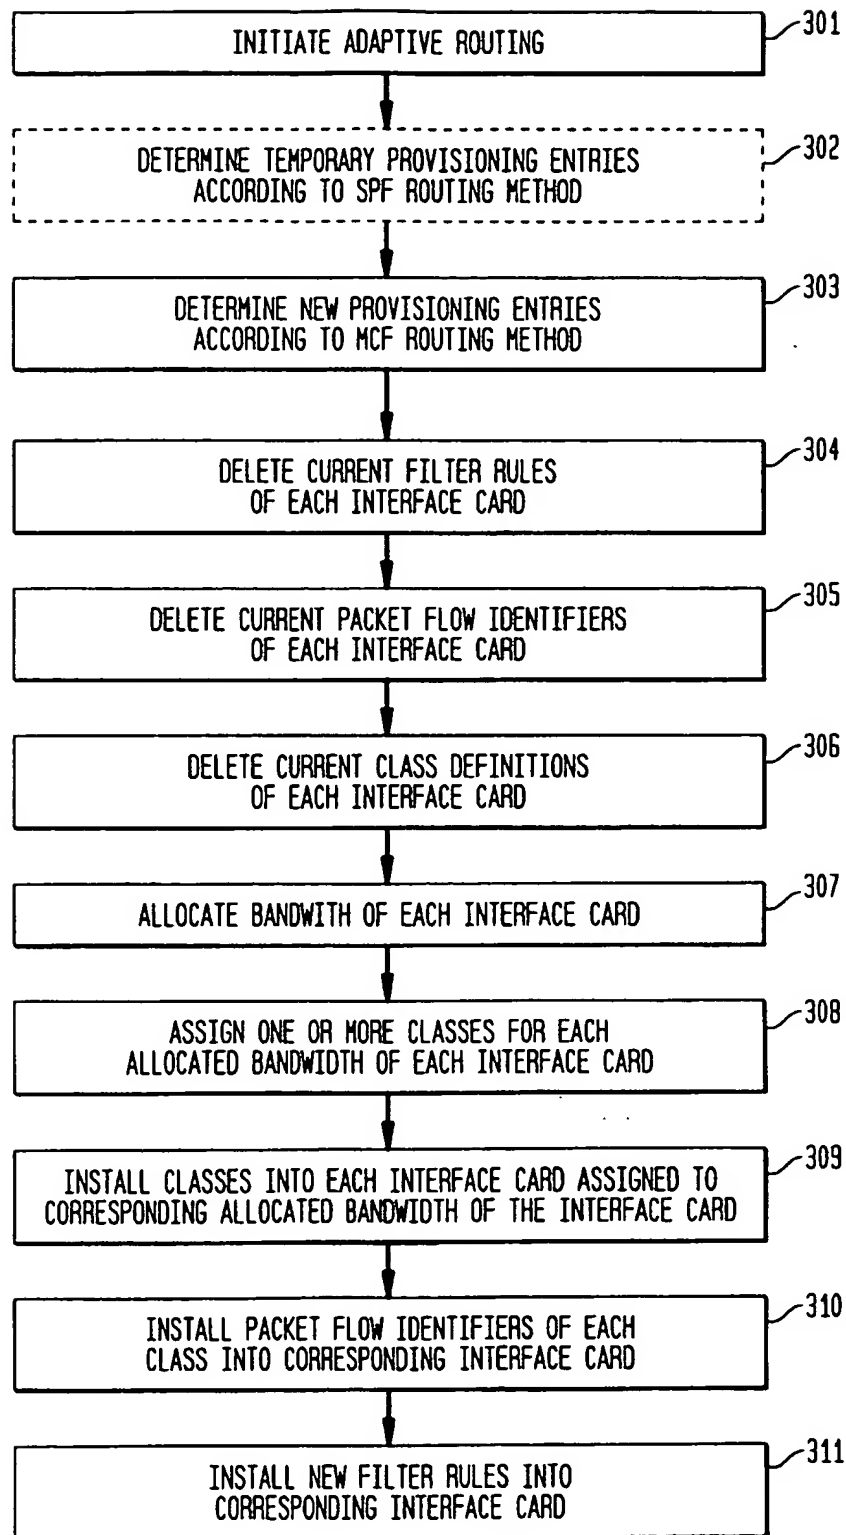 INITIATE ADAPTIVE ROUTING
301
DETERMINE TEMPORARY PROVISIONING ENTRIES
ACCORDING TO SPF ROUTING METHOD
302
DETERMINE NEW PROVISIONING ENTRIES
ACCORDING TO MCF ROUTING METHOD
303
DELETE CURRENT FILTER RULES
OF EACH INTERFACE CARD
304
DELETE CURRENT PACKET FLOW IDENTIFIERS
OF EACH INTERFACE CARD
305
DELETE CURRENT CLASS DEFINITIONS
OF EACH INTERFACE CARD
306
ALLOCATE BANDWITH OF EACH INTERFACE CARD
307
ASSIGN ONE OR MORE CLASSES FOR EACH
ALLOCATED BANDWIDTH OF EACH INTERFACE CARD
308
INSTALL CLASSES INTO EACH INTERFACE CARD ASSIGNED TO
CORRESPONDING ALLOCATED BANDWIDTH OF THE INTERFACE CARD
309
INSTALL PACKET FLOW IDENTIFIERS OF EACH
CLASS INTO CORRESPONDING INTERFACE CARD
310
INSTALL NEW FILTER RULES INTO
CORRESPONDING INTERFACE CARD
311